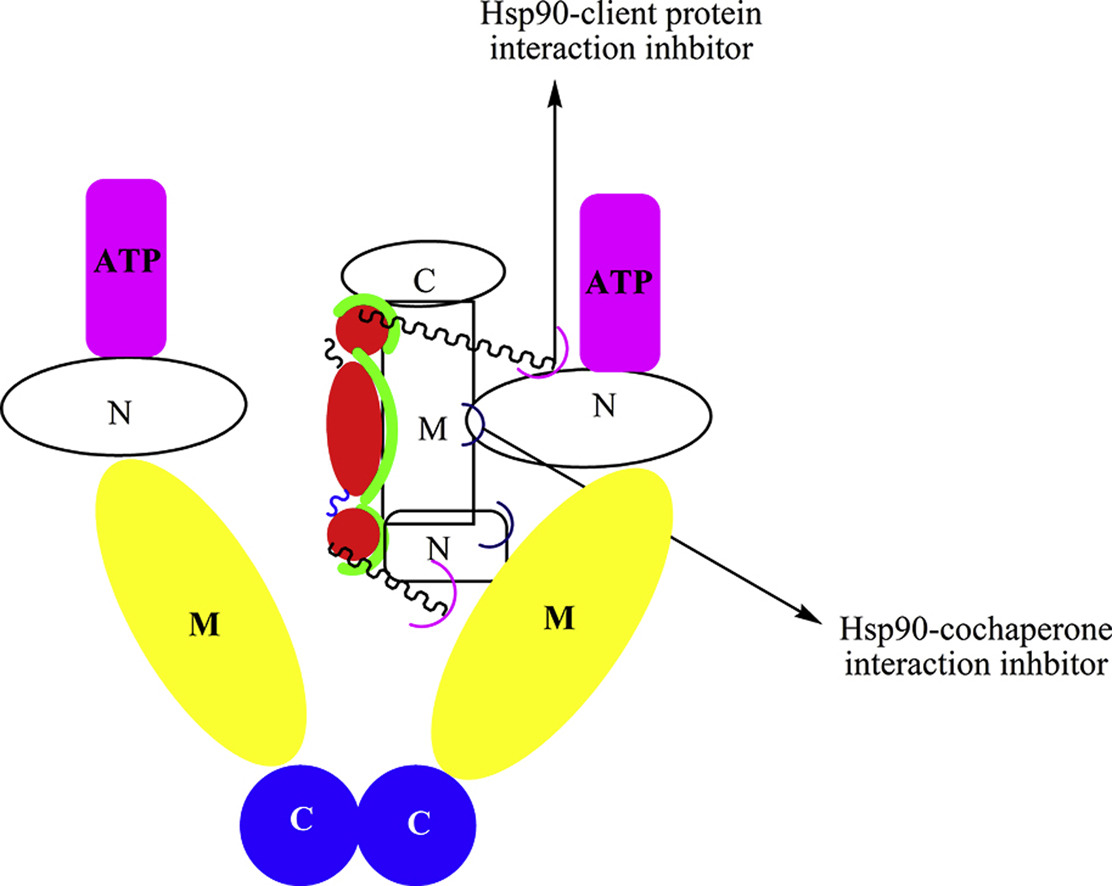 Hsp90-client protein
interaction inhbitor
ATP
ATP
C
N
M
N
N
M
M
Hsp90-cochaperone
interaction inhbitor
C
C